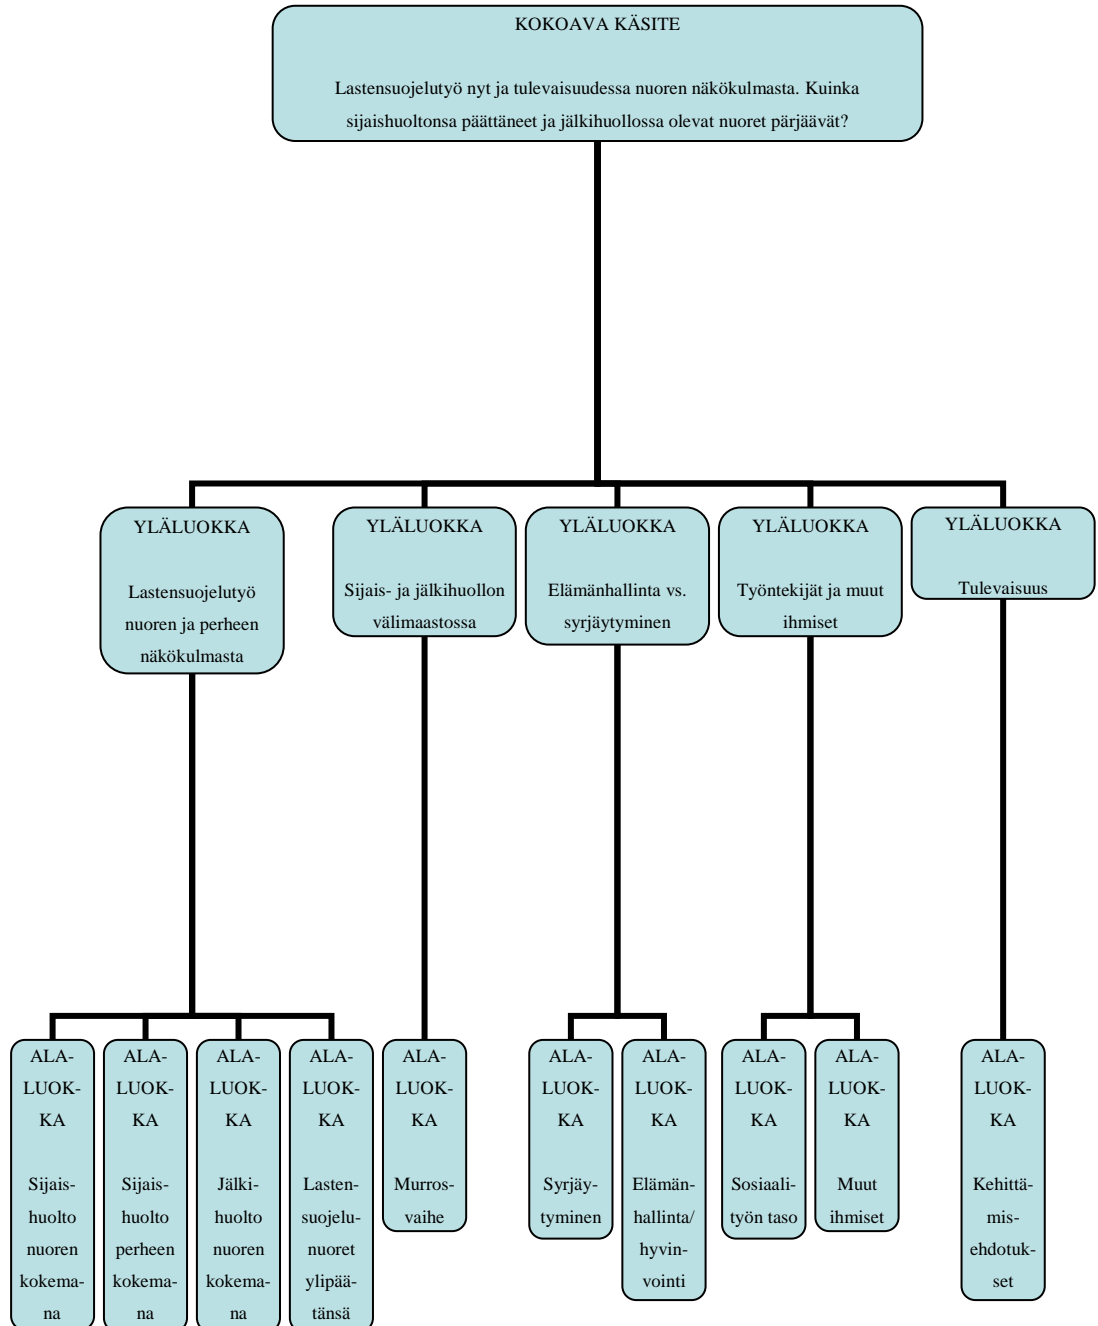 KOKOAVA KÄSITE
Lastensuojelutyö nyt ja tulevaisuudessa nuoren näkökulmasta. Kuinka
sijaishuoltonsa päättäneet ja jälkihuollossa olevat nuoret pärjäävät?
YLÄLUOKKA
Lastensuojelutyö
nuoren ja perheen
näkökulmasta
YLÄLUOKKA
Sijais- ja jälkihuollon
välimaastossa
YLÄLUOKKA
Elämänhallinta vs.
syrjäytyminen
YLÄLUOKKA
Työntekijät ja muut
ihmiset
YLÄLUOKKA
Tulevaisuus
ALA-
LUOK-
KA
Sijais-
huolto
nuoren
kokema-
na
ALA-
LUOK-
KA
Sijais-
huolto
perheen
kokema-
na
ALA-
LUOK-
KA
Jälki-
huolto
nuoren
kokema-
na
ALA-
LUOK-
KA
Lasten-
suojelu-
nuoret
ylipää-
tänsä
ALA-
LUOK-
KA
Murros-
vaihe
ALA-
LUOK-
KA
Syrjäy-
tyminen
ALA-
LUOK-
KA
Elämän-
hallinta/
hyvin-
vointi
ALA-
LUOK-
KA
Sosiaali-
työn taso
ALA-
LUOK-
KA
Muut
ihmiset
ALA-
LUOK-
KA
Kehittä-
mis-
ehdotuk-
set